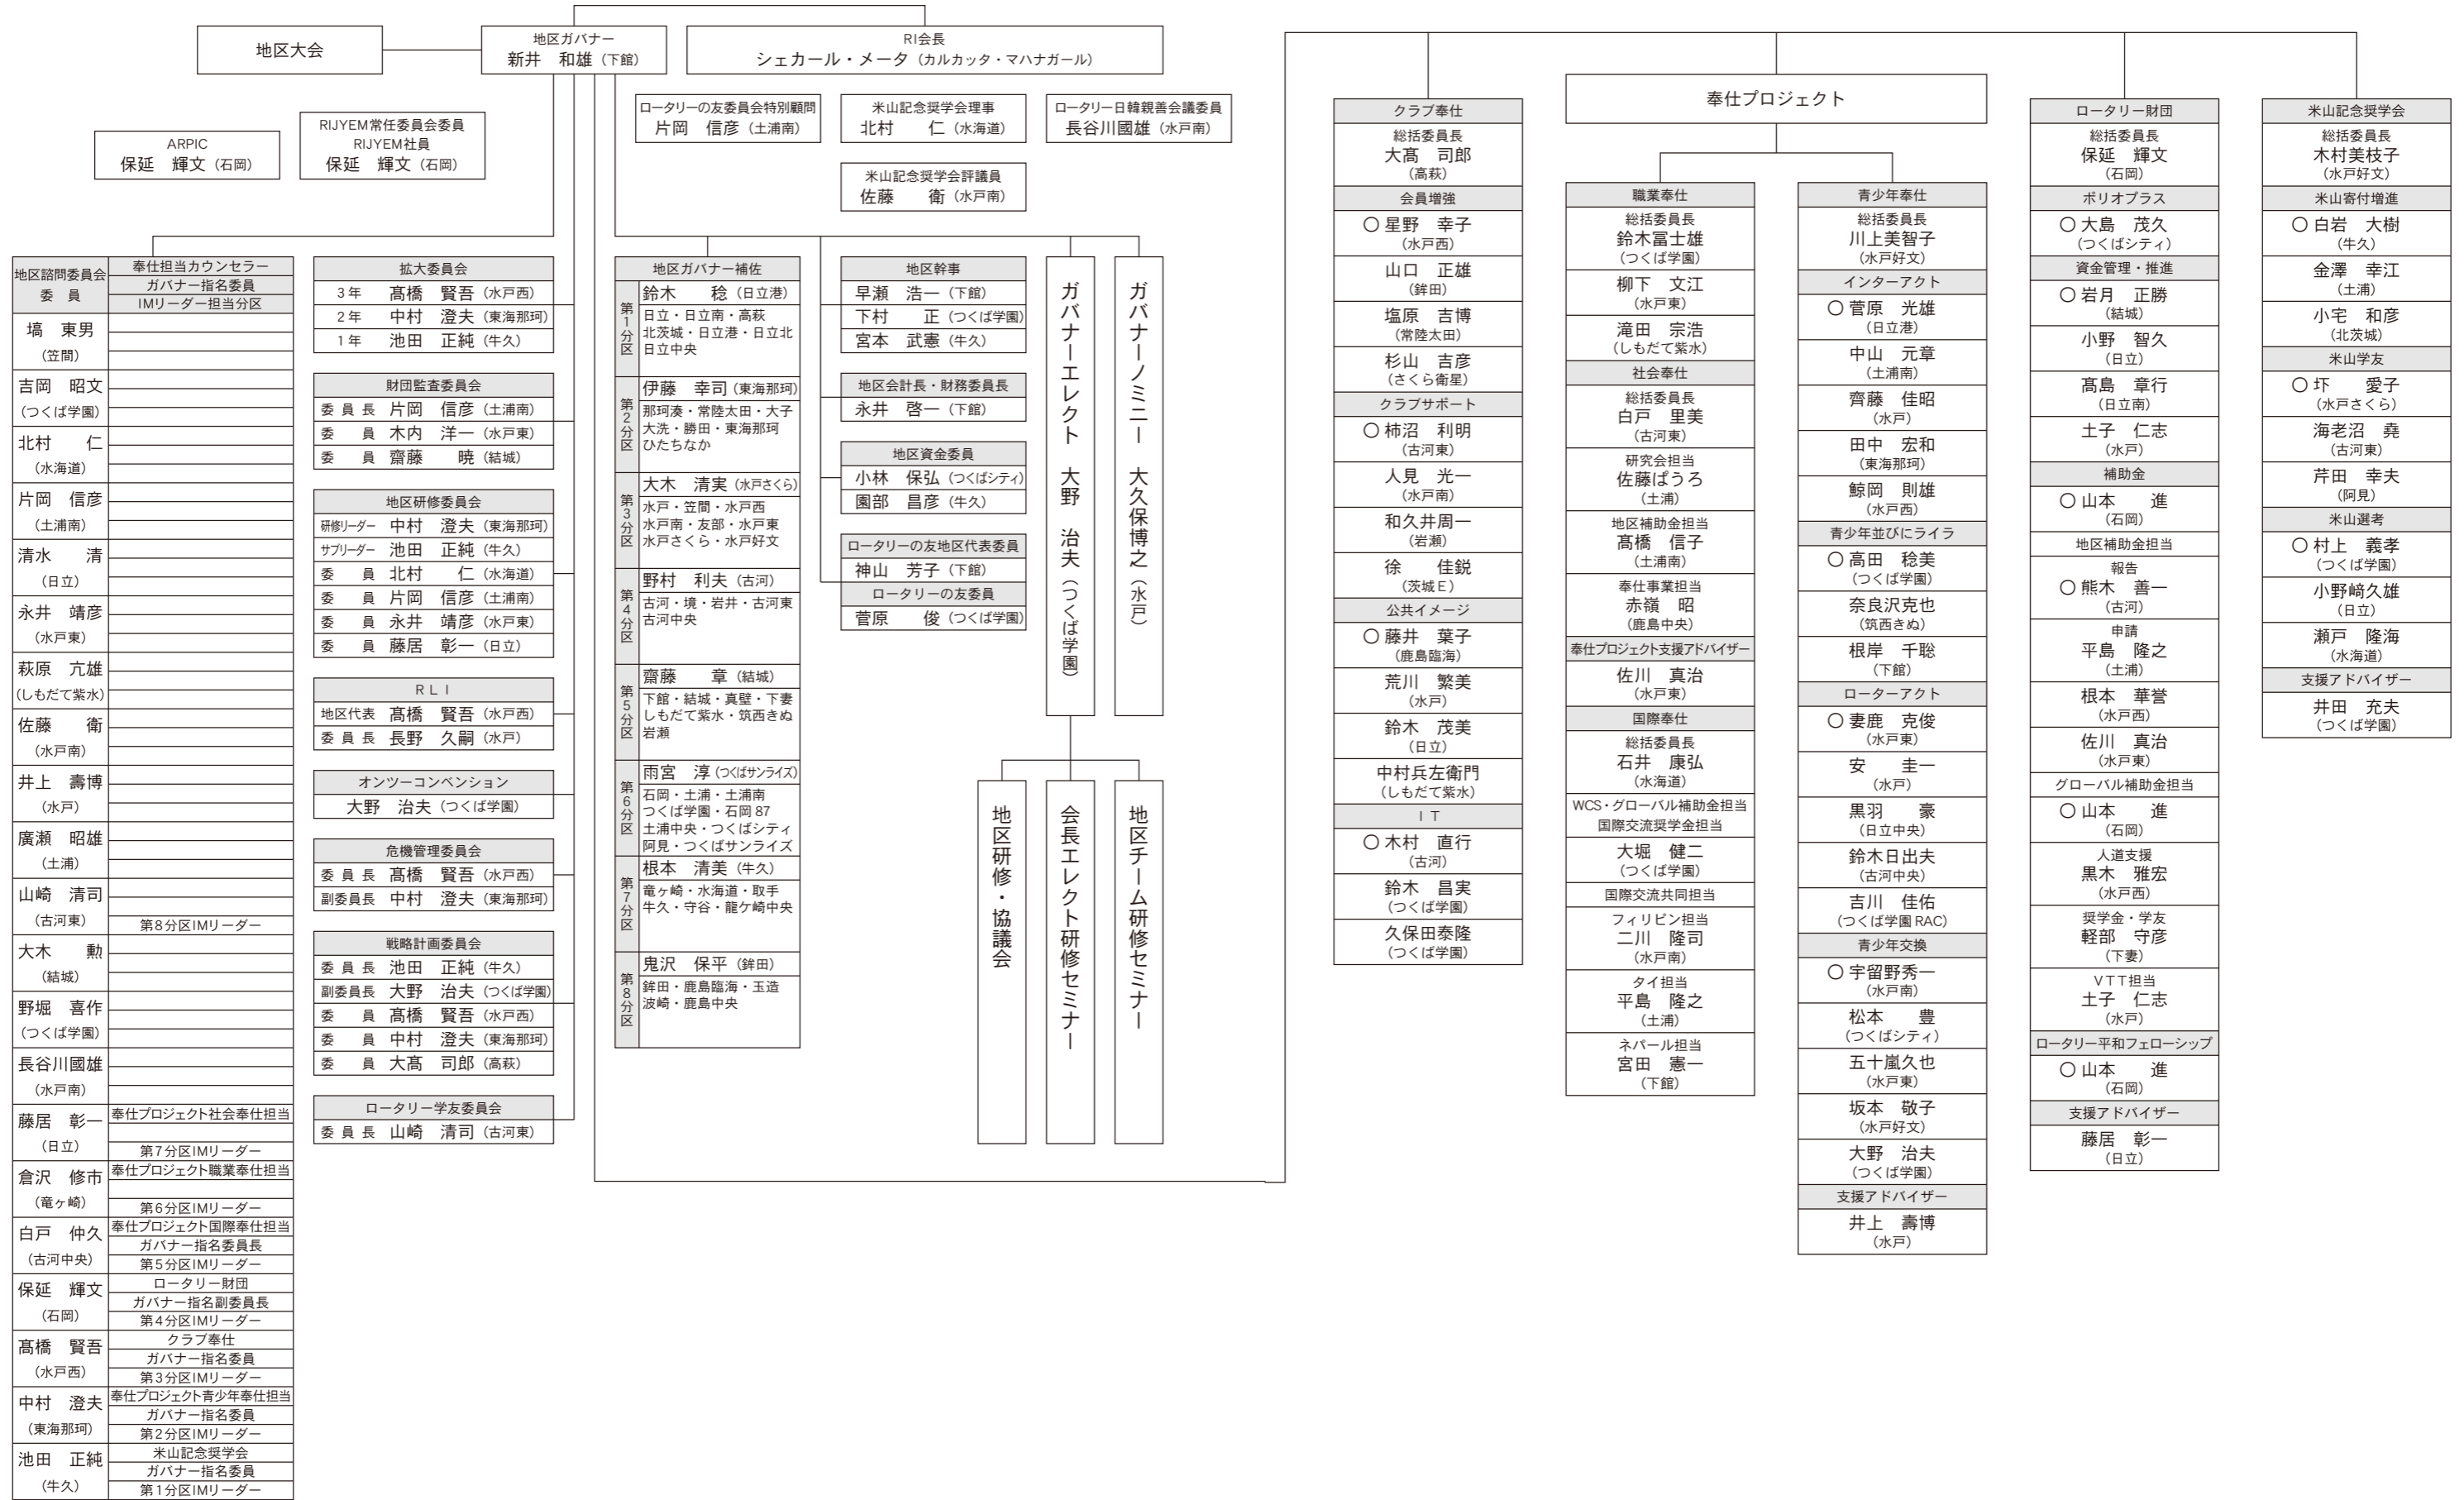 地区大会
地区ガバナー
新井 和雄（下館）
RI会長
シェカール・メータ（カルカッタ・マハナガール）
ARPIC
保延 輝文（石岡）
RIJYEM常任委員会委員
RIJYEM社員
保延 輝文（石岡）
ロータリーの友委員会特別顧問
片岡 信彦（土浦南）
米山記念奨学会理事
北村 仁（水海道）
ロータリー日韓親善会議委員
長谷川國雄（水戸南）
米山記念奨学会評議員
佐藤 衛（水戸南）
地区諮問委員会
委 員
奉仕担当カウンセラー
ガバナー指名委員
IMリーダー担当分区
塙 東男
（笠間）
吉岡 昭文
（つくば学園）
北村 仁
（水海道）
片岡 信彦
（土浦南）
清水 清
（日立）
永井 靖彦
（水戸東）
萩原 亢雄
（しもだて紫水）
佐藤 衛
（水戸南）
井上 壽博
（水戸）
廣瀬 昭雄
（土浦）
山崎 清司
（古河東）
第8分区IMリーダー
大木 勲
（結城）
野堀 喜作
（つくば学園）
長谷川國雄
（水戸南）
藤居 彰一
（日立）
奉仕プロジェクト社会奉仕担当
第7分区IMリーダー
倉沢 修市
（竜ヶ崎）
奉仕プロジェクト職業奉仕担当
第6分区IMリーダー
白戸 仲久
（古河中央）
奉仕プロジェクト国際奉仕担当
ガバナー指名委員長
第5分区IMリーダー
保延 輝文
（石岡）
ロータリー財団
ガバナー指名副委員長
第4分区IMリーダー
髙橋 賢吾
（水戸西）
クラブ奉仕
ガバナー指名委員
第3分区IMリーダー
中村 澄夫
（東海那珂）
奉仕プロジェクト青少年奉仕担当
ガバナー指名委員
第2分区IMリーダー
池田 正純
（牛久）
米山記念奨学会
ガバナー指名委員
第1分区IMリーダー
拡大委員会
3年 髙橋 賢吾（水戸西）
2年 中村 澄夫（東海那珂）
1年 池田 正純（牛久）
財団監査委員会
委員長 片岡 信彦（土浦南）
委 員 木内 洋一（水戸東）
委 員 齋藤 暁（結城）
地区研修委員会
研修リーダー 中村 澄夫（東海那珂）
サブリーダー 池田 正純（牛久）
委 員 北村 仁（水海道）
委 員 片岡 信彦（土浦南）
委 員 永井 靖彦（水戸東）
委 員 藤居 彰一（日立）
RLI
地区代表 髙橋 賢吾（水戸西）
委員長 長野 久嗣（水戸）
オンツーコンベンション
大野 治夫（つくば学園）
危機管理委員会
委員長 髙橋 賢吾（水戸西）
副委員長 中村 澄夫（東海那珂）
戦略計画委員会
委員長 池田 正純（牛久）
副委員長 大野 治夫（つくば学園）
委 員 髙橋 賢吾（水戸西）
委 員 中村 澄夫（東海那珂）
委 員 大髙 司郎（高萩）
ロータリー学友委員会
委員長 山崎 清司（古河東）
地区ガバナー補佐
第1分区
鈴木 稔（日立港）
日立・日立南・高萩
北茨城・日立港・日立北
日立中央
第2分区
伊藤 幸司（東海那珂）
那珂湊・常陸太田・大子
大洗・勝田・東海那珂
ひたちなか
第3分区
大木 清実（水戸さくら）
水戸・笠間・水戸西
水戸南・友部・水戸東
水戸さくら・水戸好文
第4分区
野村 利夫（古河）
古河・境・岩井・古河東
古河中央
第5分区
齋藤 章（結城）
下館・結城・真壁・下妻
しもだて紫水・筑西きぬ
岩瀬
第6分区
雨宮 淳（つくばサンライズ）
石岡・土浦・土浦南
つくば学園・石岡87
土浦中央・つくばシティ
阿見・つくばサンライズ
第7分区
根本 清美（牛久）
竜ヶ崎・水海道・取手
牛久・守谷・龍ケ崎中央
第8分区
鬼沢 保平（鉾田）
鉾田・鹿島臨海・玉造
波崎・鹿島中央
地区幹事
早瀬 浩一（下館）
下村 正（つくば学園）
宮本 武憲（牛久）
地区会計長・財務委員長
永井 啓一（下館）
地区資金委員
小林 保弘（つくばシティ）
園部 昌彦（牛久）
ロータリーの友地区代表委員
神山 芳子（下館）
ロータリーの友委員
菅原 俊（つくば学園）
ガバナーエレクト 大野 治夫（つくば学園）
ガバナーノミニー 大久保博之（水戸）
地区研修・協議会
会長エレクト研修セミナー
地区チーム研修セミナー
クラブ奉仕
総括委員長
大髙 司郎
（高萩）
会員増強
○星野 幸子
（水戸西）
山口 正雄
（鉾田）
塩原 吉博
（常陸太田）
杉山 吉彦
（さくら衛星）
クラブサポート
○柿沼 利明
（古河東）
人見 光一
（水戸南）
和久井周一
（岩瀬）
徐 佳鋭
（茨城E）
公共イメージ
○藤井 葉子
（鹿島臨海）
荒川 繁美
（水戸）
鈴木 茂美
（日立）
中村兵左衛門
（しもだて紫水）
IT
○木村 直行
（古河）
鈴木 昌実
（つくば学園）
久保田泰隆
（つくば学園）
奉仕プロジェクト
職業奉仕
総括委員長
鈴木冨士雄
（つくば学園）
柳下 文江
（水戸東）
滝田 宗浩
（しもだて紫水）
社会奉仕
総括委員長
白戸 里美
（古河東）
研究会担当
佐藤ぱうろ
（土浦）
地区補助金担当
髙橋 信子
（土浦南）
奉仕事業担当
赤嶺 昭
（鹿島中央）
奉仕プロジェクト支援アドバイザー
佐川 真治
（水戸東）
国際奉仕
総括委員長
石井 康弘
（水海道）
WCS・グローバル補助金担当
国際交流奨学金担当
大堀 健二
（つくば学園）
国際交流共同担当
フィリピン担当
二川 隆司
（水戸南）
タイ担当
平島 隆之
（土浦）
ネパール担当
宮田 憲一
（下館）
青少年奉仕
総括委員長
川上美智子
（水戸好文）
インターアクト
○菅原 光雄
（日立港）
中山 元章
（土浦南）
齊藤 佳昭
（水戸）
田中 宏和
（東海那珂）
鯨岡 則雄
（水戸西）
青少年並びにライラ
○高田 稔美
（つくば学園）
奈良沢克也
（筑西きぬ）
根岸 千聡
（下館）
ローターアクト
○妻鹿 克俊
（水戸東）
安 圭一
（水戸）
黒羽 豪
（日立中央）
鈴木日出夫
（古河中央）
吉川 佳佑
（つくば学園RAC）
青少年交換
○宇留野秀一
（水戸南）
松本 豊
（つくばシティ）
五十嵐久也
（水戸東）
坂本 敬子
（水戸好文）
大野 治夫
（つくば学園）
支援アドバイザー
井上 壽博
（水戸）
ロータリー財団
総括委員長
保延 輝文
（石岡）
ポリオプラス
○大島 茂久
（つくばシティ）
資金管理・推進
○岩月 正勝
（結城）
小野 智久
（日立）
髙島 章行
（日立南）
土子 仁志
（水戸）
補助金
○山本 進
（石岡）
地区補助金担当
報告
○熊木 善一
（古河）
申請
平島 隆之
（土浦）
根本 華誉
（水戸西）
佐川 真治
（水戸東）
グローバル補助金担当
○山本 進
（石岡）
人道支援
黒木 雅宏
（水戸西）
奨学金・学友
軽部 守彦
（下妻）
VTT担当
土子 仁志
（水戸）
ロータリー平和フェローシップ
○山本 進
（石岡）
支援アドバイザー
藤居 彰一
（日立）
米山記念奨学会
総括委員長
木村美枝子
（水戸好文）
米山寄付増進
○白岩 大樹
（牛久）
金澤 幸江
（土浦）
小宅 和彦
（北茨城）
米山学友
○圷 愛子
（水戸さくら）
海老沼 堯
（古河東）
芹田 幸夫
（阿見）
米山選考
○村上 義孝
（つくば学園）
小野﨑久雄
（日立）
瀬戸 隆海
（水海道）
支援アドバイザー
井田 充夫
（つくば学園）